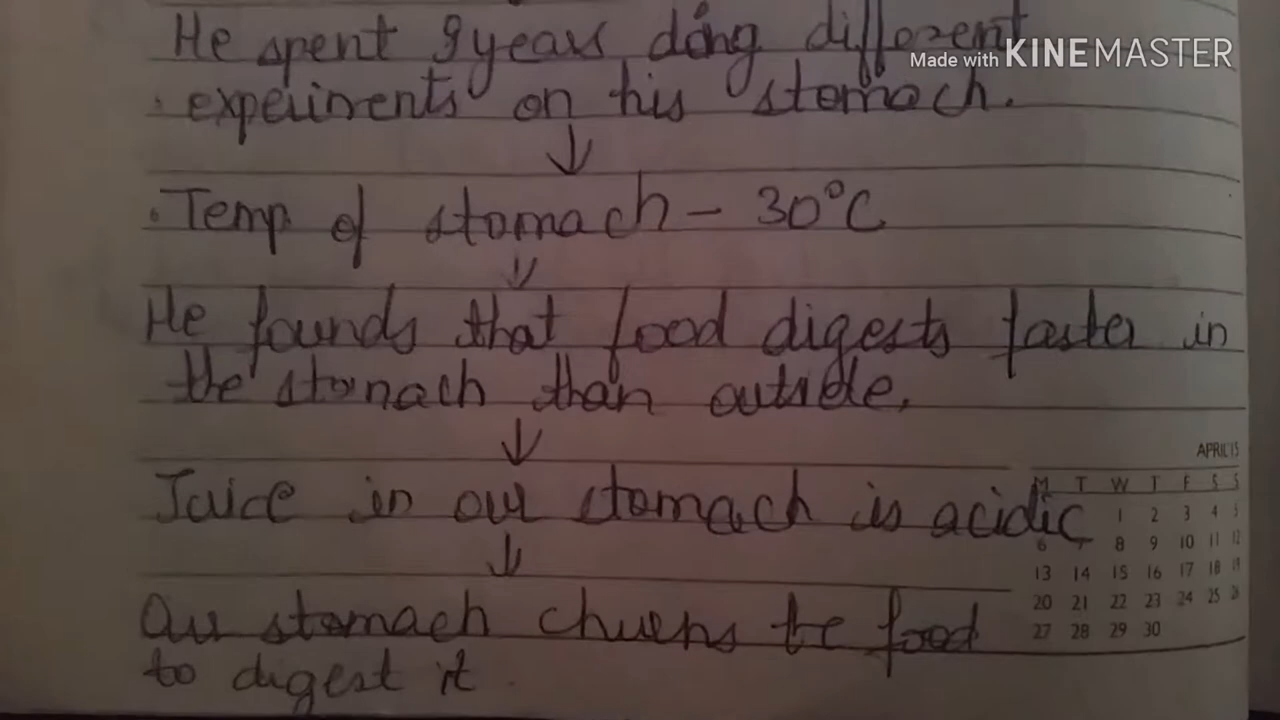 He spent 9 years doing different
Made with KINEMASTER
experiments on his stomach.
↓
Temp of stomach - 30°C
↓
He founds that food digests faster in
the stomach than outside.
↓
Juice in our stomach is acidic
↓
Our stomach churns the food
to digest it.
APRIL 15
M T W T F S S
1 2 3 4 5
6 7 8 9 10 11 12
13 14 15 16 17 18 19
20 21 22 23 24 25 26
27 28 29 30